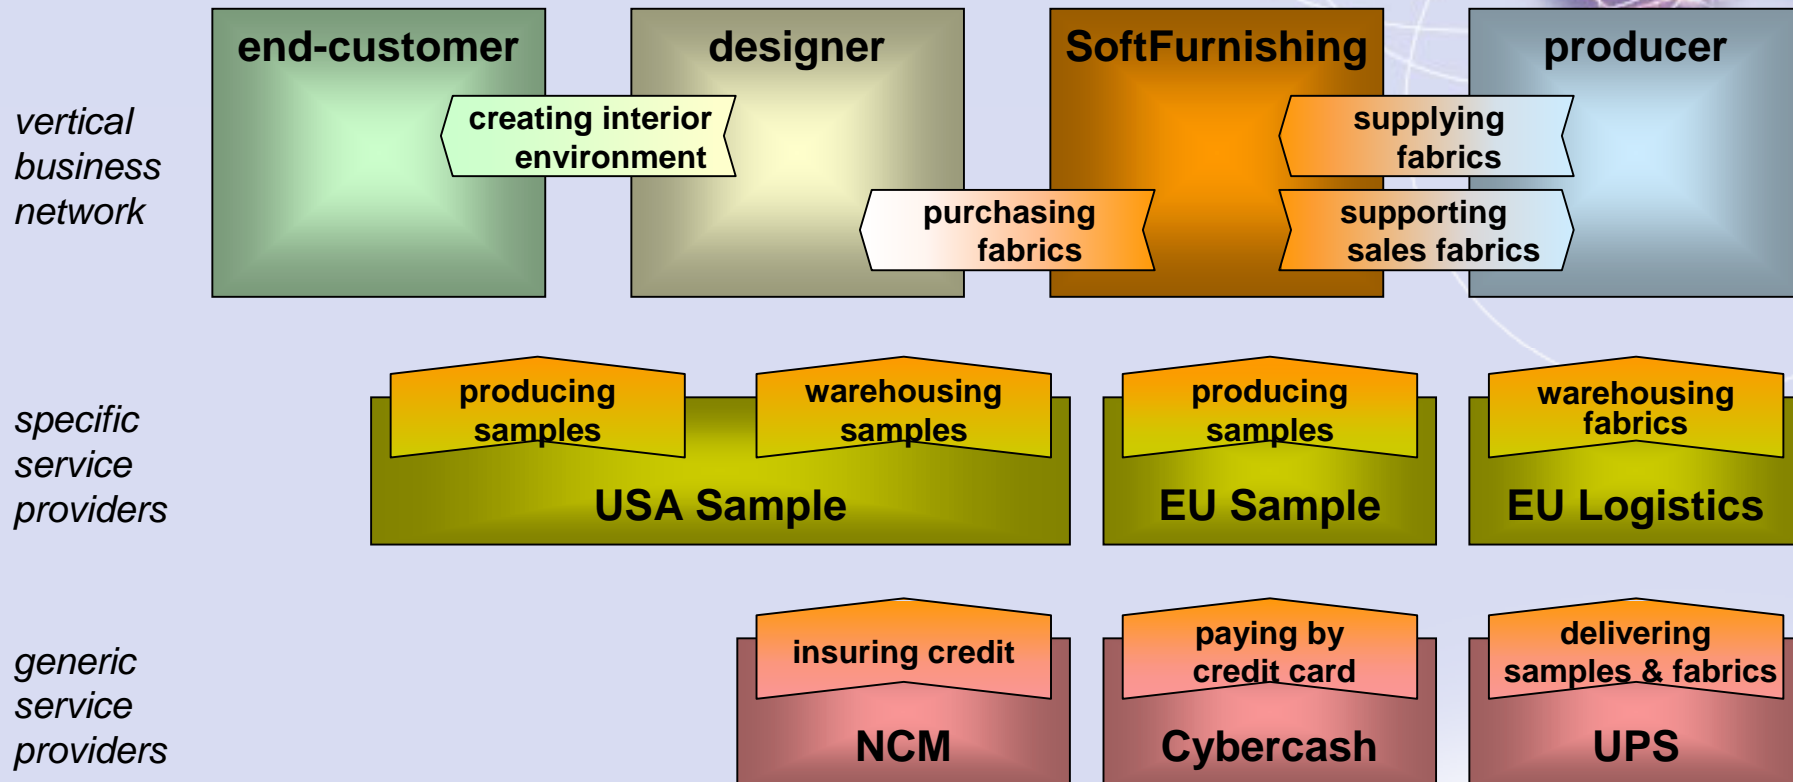 end-customer
designer
SoftFurnishing
producer
vertical
business
network
creating interior
environment
purchasing
fabrics
supplying
fabrics
supporting
sales fabrics
specific
service
providers
producing
samples
warehousing
samples
USA Sample
producing
samples
EU Sample
warehousing
fabrics
EU Logistics
generic
service
providers
insuring credit
NCM
paying by
credit card
Cybercash
delivering
samples & fabrics
UPS